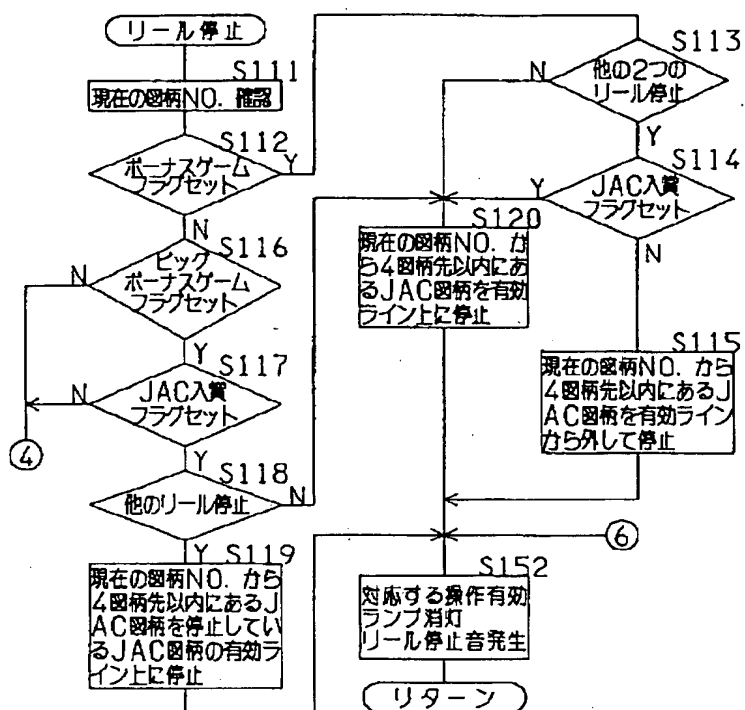 リール停止
S111
現在の図柄NO. 確認
S112
ボーナスゲーム
フラグセット
Y
N
S116
ビッグ
ボーナスゲーム
フラグセット
N
Y
S117
JAC入賞
フラグセット
N
④
Y
S118
他のリール停止
N
Y
S119
現在の図柄NO. から
4図柄先以内にあるJ
AC図柄を停止してい
るJAC図柄の有効ラ
イン上に停止
S113
他の2つの
リール停止
N
Y
S114
JAC入賞
フラグセット
Y
N
S120
現在の図柄NO. か
ら4図柄先以内にあ
るJAC図柄を有効
ライン上に停止
S115
現在の図柄NO. から
4図柄先以内にあるJ
AC図柄を有効ライン
から外して停止
⑥
S152
対応する操作有効
ランプ消灯
リール停止音発生
リターン